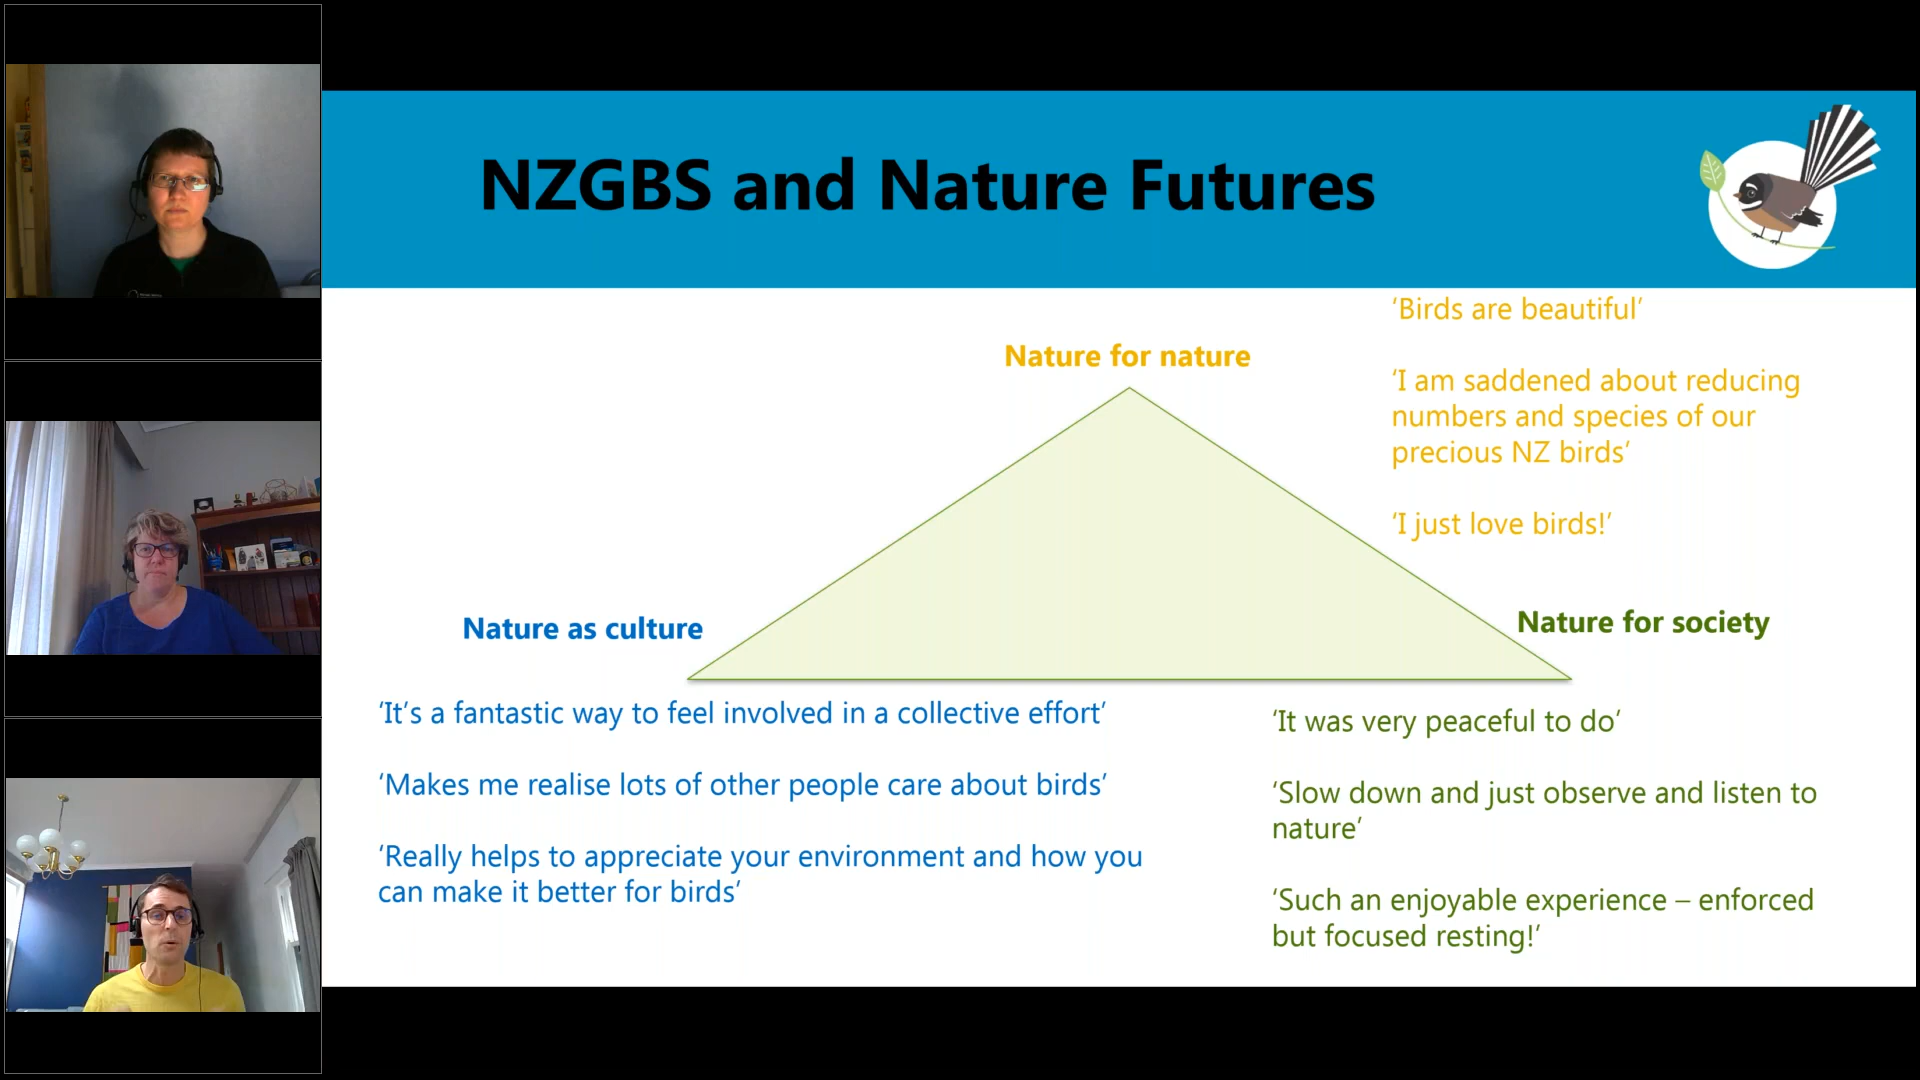 NZGBS and Nature Futures
‘Birds are beautiful’
Nature for nature
‘I am saddened about reducing
numbers and species of our
precious NZ birds’
‘I just love birds!’
Nature as culture
Nature for society
‘It’s a fantastic way to feel involved in a collective effort’
‘Makes me realise lots of other people care about birds’
‘Really helps to appreciate your environment and how you
can make it better for birds’
‘It was very peaceful to do’
‘Slow down and just observe and listen to
nature’
‘Such an enjoyable experience – enforced
but focused resting!’